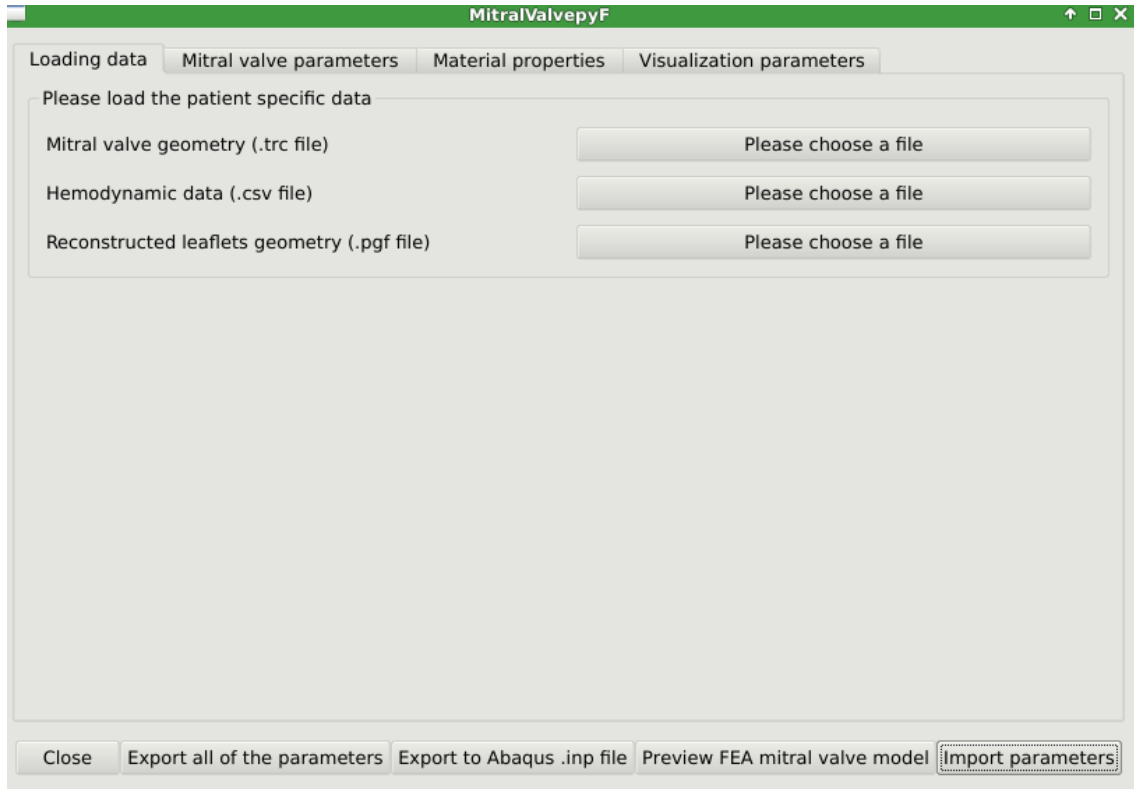 MitralValvepyF
Loading data Mitral valve parameters Material properties Visualization parameters
Please load the patient specific data
Mitral valve geometry (.trc file) Please choose a file
Hemodynamic data (.csv file) Please choose a file
Reconstructed leaflets geometry (.pgf file) Please choose a file
Close Export all of the parameters Export to Abaqus .inp file Preview FEA mitral valve model Import parameters